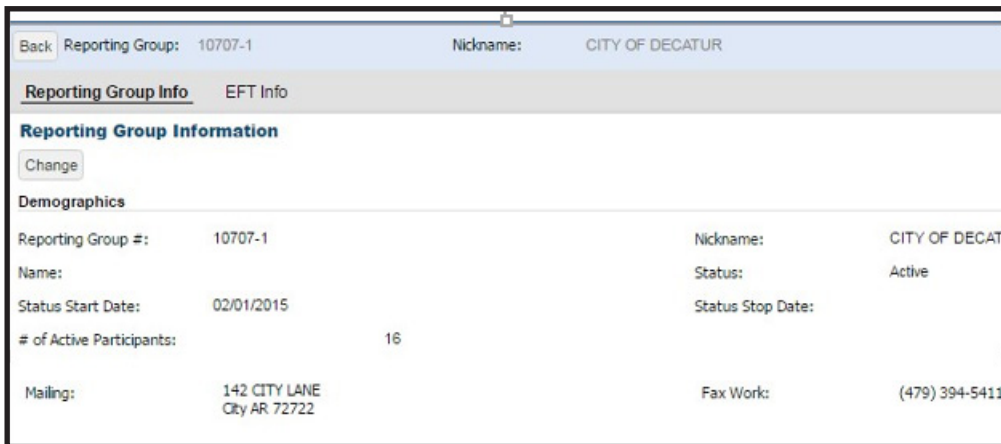 Back Reporting Group: 10707-1 Nickname: CITY OF DECATUR
Reporting Group Info EFT Info
Reporting Group Information
Change
Demographics
Reporting Group #: 10707-1 Nickname: CITY OF DECAT
Name: Status: Active
Status Start Date: 02/01/2015 Status Stop Date:
# of Active Participants: 16
Mailing: 142 CITY LANE Fax Work: (479) 394-5411
City AR 72722